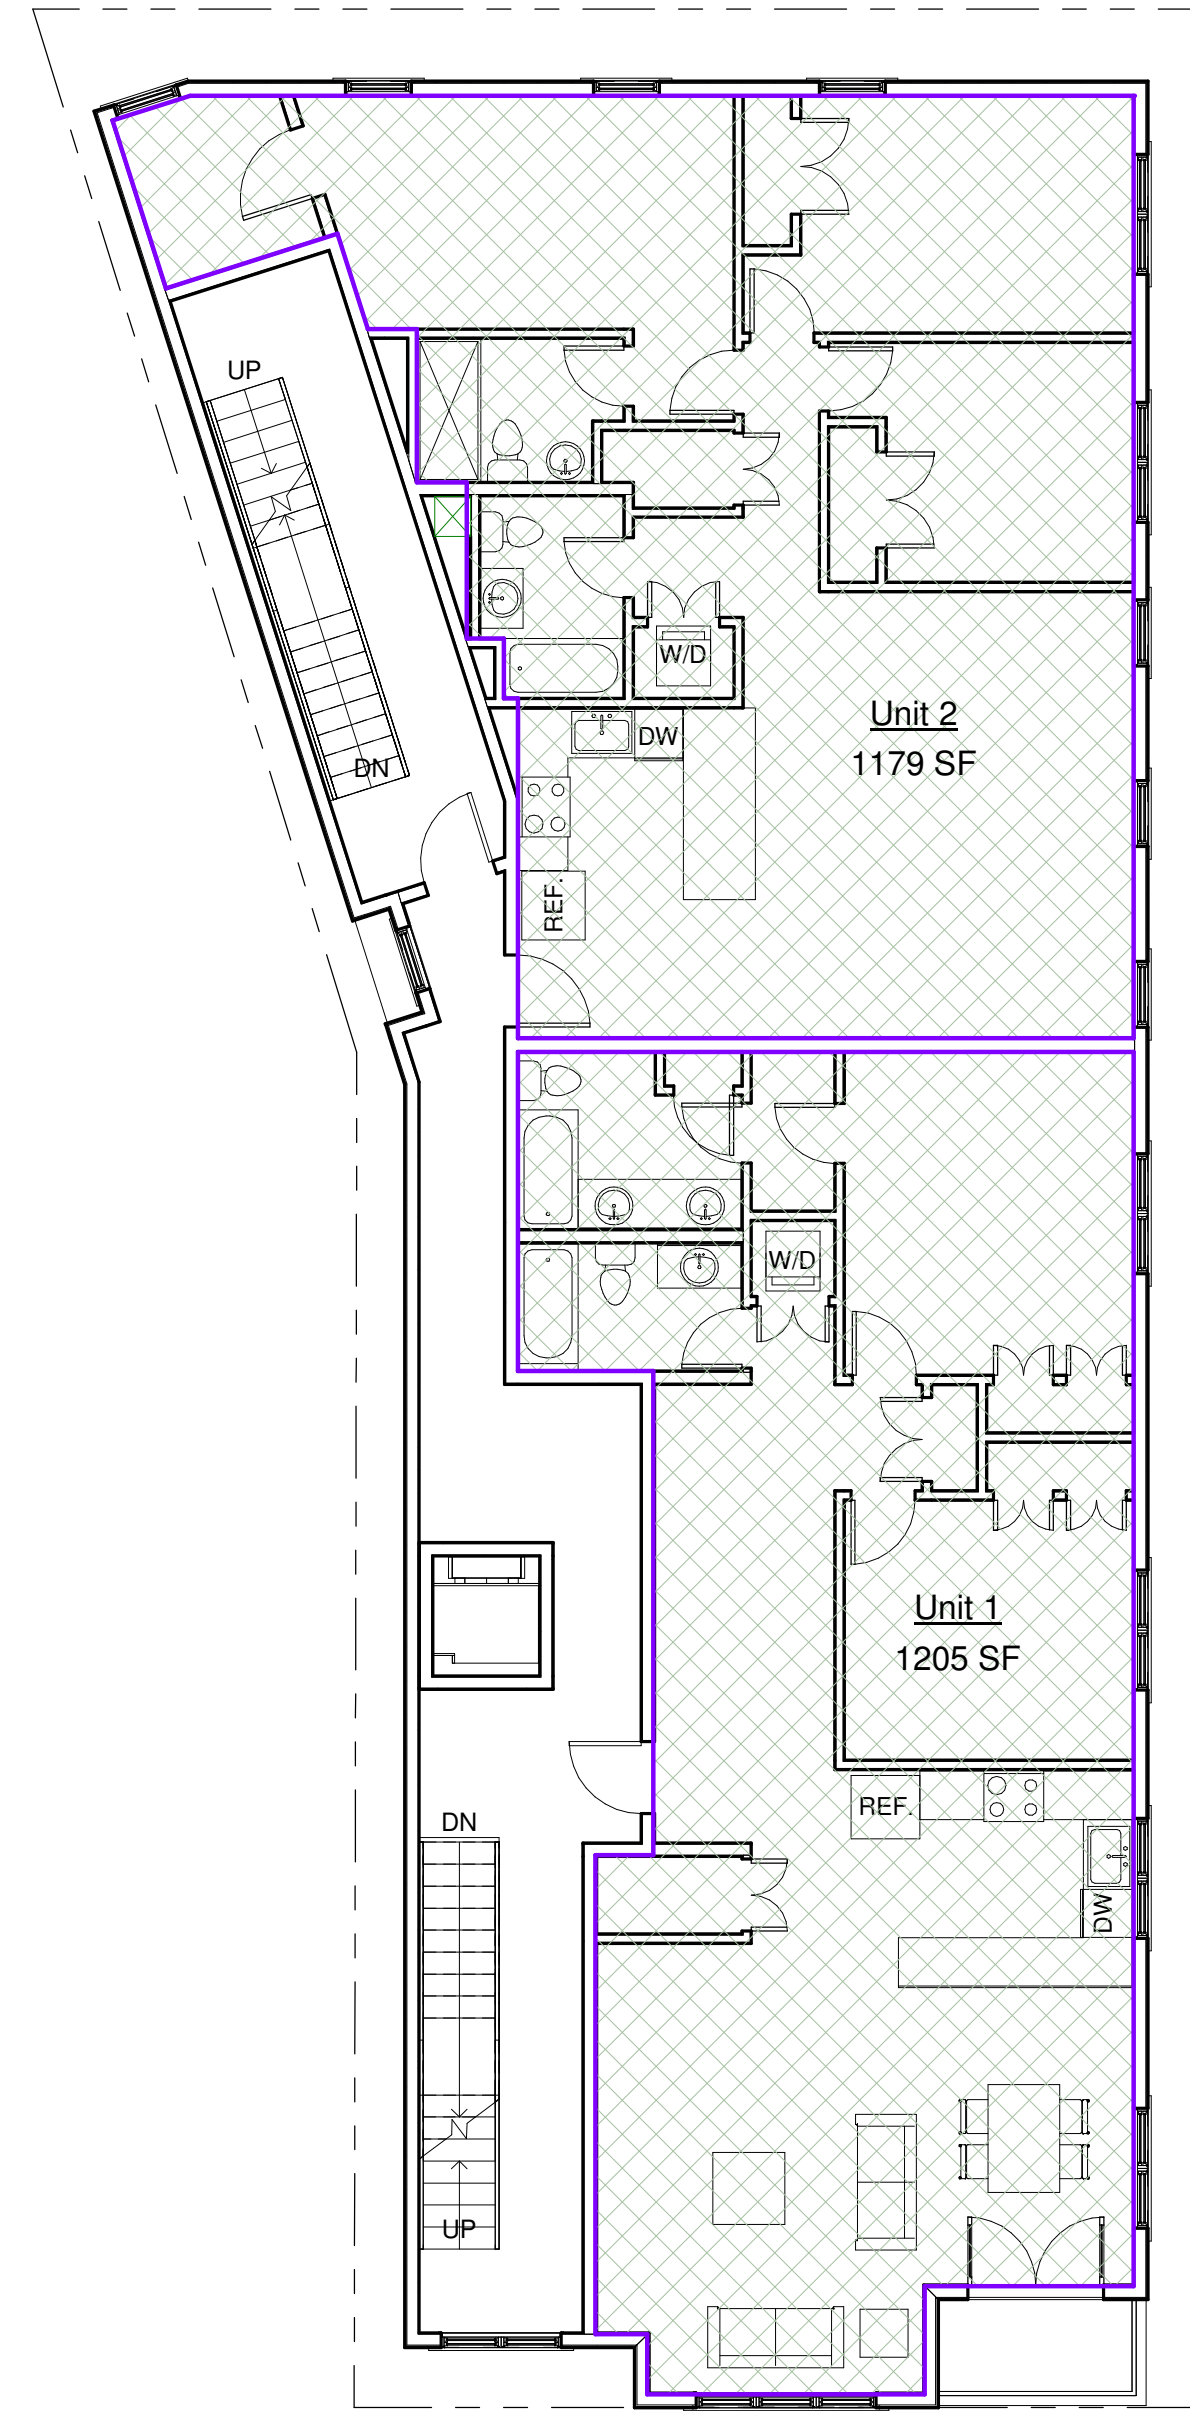 UP
DN
W/D
DW
REF.
Unit 2
1179 SF
W/D
Unit 1
1205 SF
REF.
DW
DN
UP